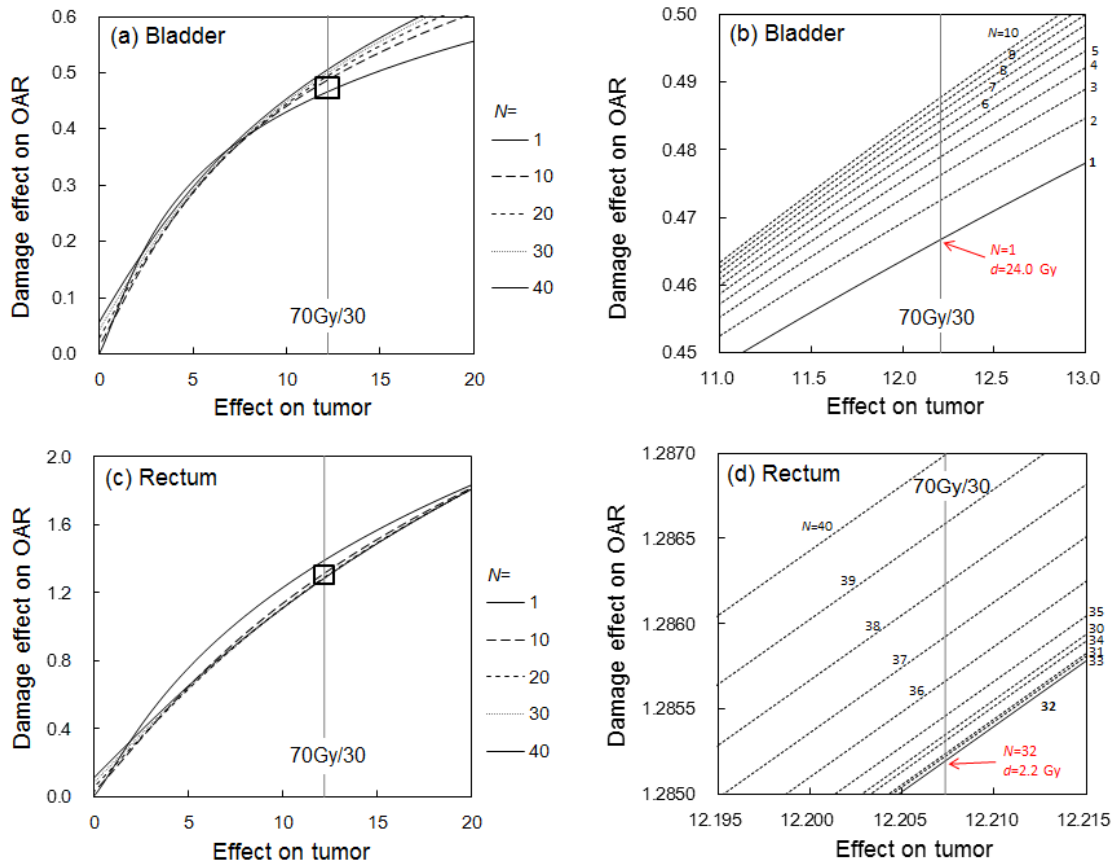 (a) Bladder
Damage effect on OAR
0.6
0.5
0.4
0.3
0.2
0.1
0.0
70Gy/30
0 5 10 15 20
Effect on tumor
N=
1
10
20
30
40
(b) Bladder
Damage effect on OAR
0.50
0.49
0.48
0.47
0.46
0.45
N=10
9
8
7
6
5
4
3
2
1
N=1
d=24.0 Gy
70Gy/30
11.0 11.5 12.0 12.5 13.0
Effect on tumor
(c) Rectum
Damage effect on OAR
2.0
1.6
1.2
0.8
0.4
0.0
70Gy/30
0 5 10 15 20
Effect on tumor
N=
1
10
20
30
40
(d) Rectum
Damage effect on OAR
1.2870
1.2865
1.2860
1.2855
1.2850
70Gy/30
N=40
39
38
37
36
35
30
34
31
33
32
N=32
d=2.2 Gy
12.195 12.200 12.205 12.210 12.215
Effect on tumor